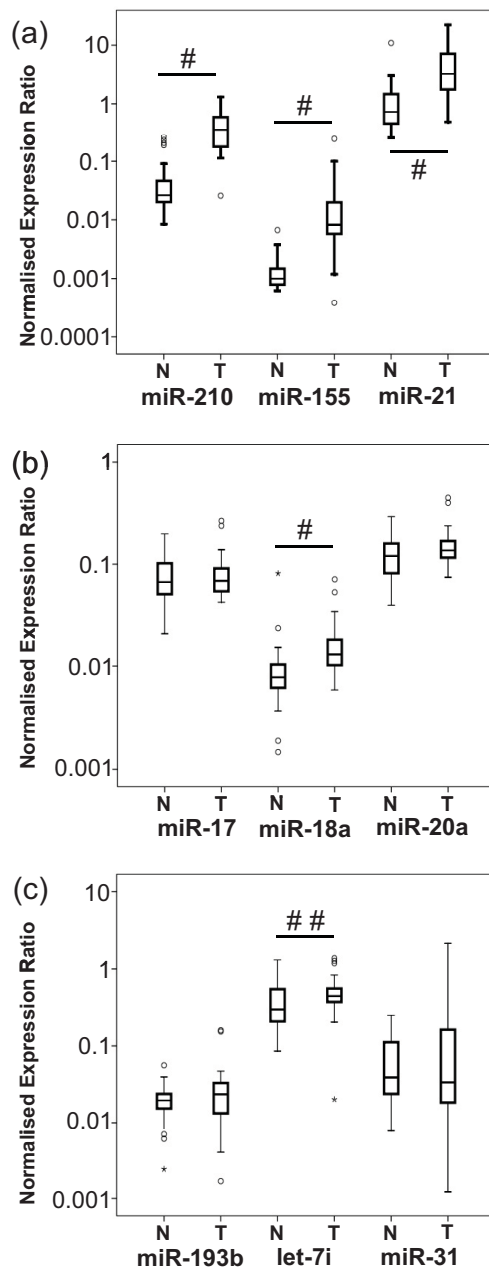 (a)
Normalised Expression Ratio
10
1
0.1
0.01
0.001
0.0001
# # #
N T N T N T
miR-210 miR-155 miR-21
(b)
Normalised Expression Ratio
1
0.1
0.01
0.001
#
N T N T N T
miR-17 miR-18a miR-20a
(c)
Normalised Expression Ratio
10
1
0.1
0.01
0.001
# #
N T N T N T
miR-193b let-7i miR-31